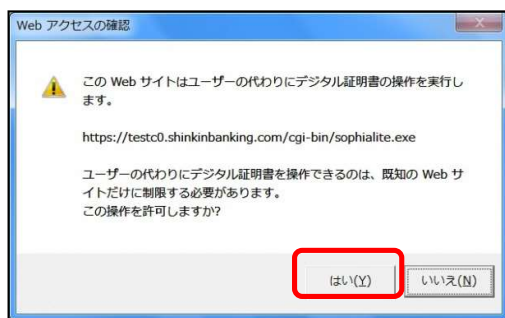 Web アクセスの確認
この Web サイトはユーザーの代わりにデジタル証明書の操作を実行し
ます。
https://testc0.shinkinbanking.com/cgi-bin/sophialite.exe
ユーザーの代わりにデジタル証明書を操作できるのは、既知の Web サ
イトだけに制限する必要があります。
この操作を許可しますか?
はい(Y) いいえ(N)